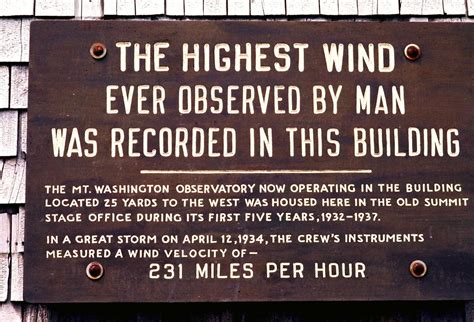 THE HIGHEST WIND
EVER OBSERVED BY MAN
WAS RECORDED IN THIS BUILDING
THE MT. WASHINGTON OBSERVATORY NOW OPERATING IN THE BUILDING
LOCATED 25 YARDS TO THE WEST WAS HOUSED HERE IN THE OLD SUMMIT
STAGE OFFICE DURING ITS FIRST FIVE YEARS, 1932-1937.
IN A GREAT STORM ON APRIL 12, 1934, THE CREW'S INSTRUMENTS
MEASURED A WIND VELOCITY OF—
231 MILES PER HOUR